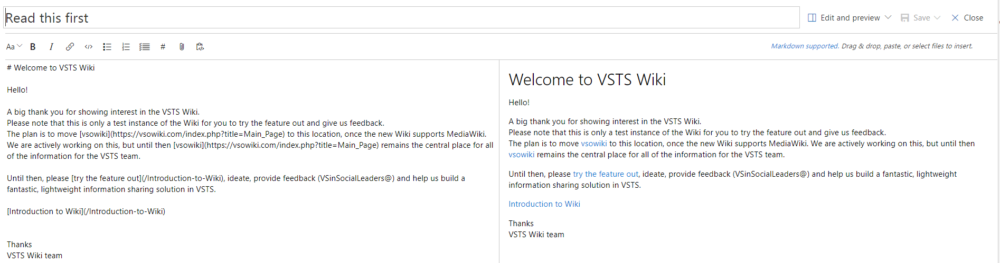 Read this first
Edit and preview
Save
Close
Aa B I </> #
Markdown supported. Drag & drop, paste, or select files to insert.
# Welcome to VSTS Wiki
Hello!
A big thank you for showing interest in the VSTS Wiki.
Please note that this is only a test instance of the Wiki for you to try the feature out and give us feedback.
The plan is to move [vsowiki](https://vsowiki.com/index.php?title=Main_Page) to this location, once the new Wiki supports MediaWiki.
We are actively working on this, but until then [vsowiki](https://vsowiki.com/index.php?title=Main_Page) remains the central place for all
of the information for the VSTS team.
Until then, please [try the feature out](/Introduction-to-Wiki), ideate, provide feedback (VSinSocialLeaders@) and help us build a
fantastic, lightweight information sharing solution in VSTS.
[Introduction to Wiki](/Introduction-to-Wiki)
Thanks
VSTS Wiki team
Welcome to VSTS Wiki
Hello!
A big thank you for showing interest in the VSTS Wiki.
Please note that this is only a test instance of the Wiki for you to try the feature out and give us feedback.
The plan is to move vsowiki to this location, once the new Wiki supports MediaWiki. We are actively working on this, but until then
vsowiki remains the central place for all of the information for the VSTS team.
Until then, please try the feature out, ideate, provide feedback (VSinSocialLeaders@) and help us build a fantastic, lightweight
information sharing solution in VSTS.
Introduction to Wiki
Thanks
VSTS Wiki team